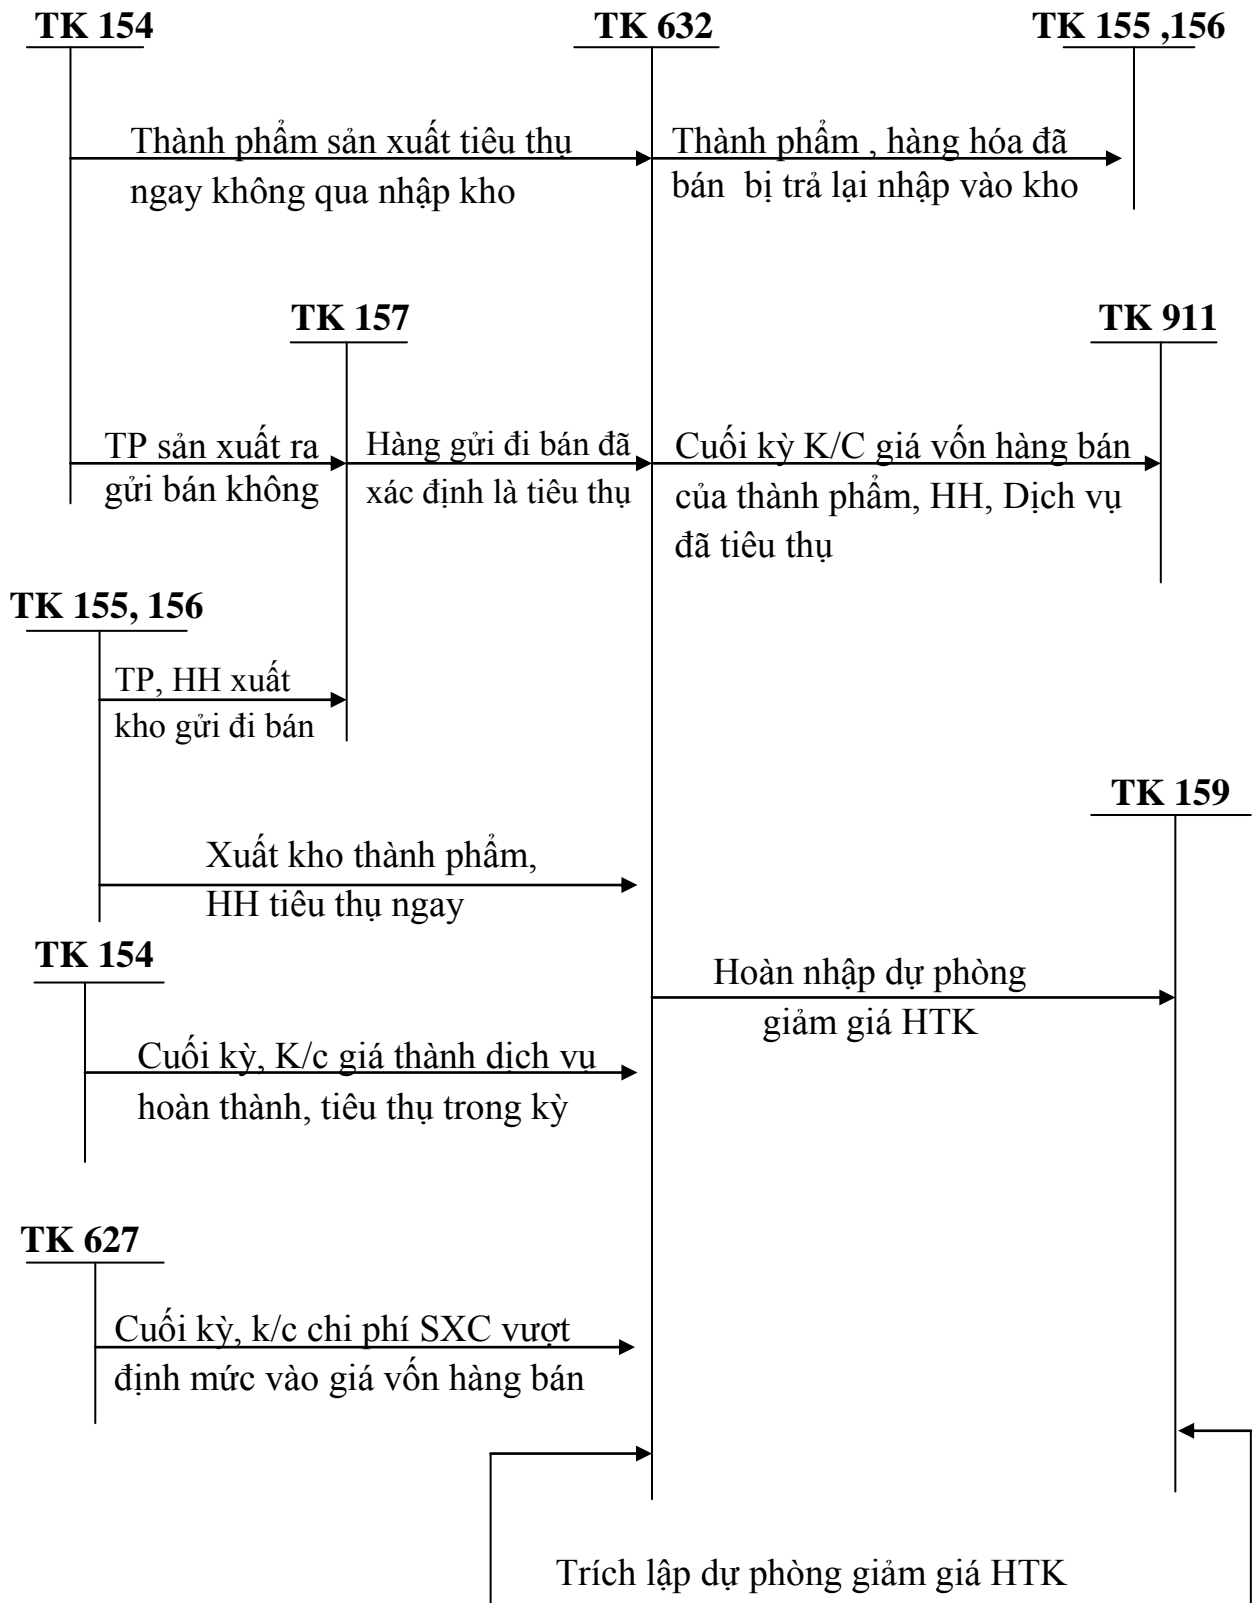 TK 154
TK 632
TK 155 ,156
Thành phẩm sản xuất tiêu thụ
ngay không qua nhập kho
Thành phẩm , hàng hóa đã
bán bị trả lại nhập vào kho
TK 157
TK 911
TP sản xuất ra
gửi bán không
Hàng gửi đi bán đã
xác định là tiêu thụ
Cuối kỳ K/C giá vốn hàng bán
của thành phẩm, HH, Dịch vụ
đã tiêu thụ
TK 155, 156
TP, HH xuất
kho gửi đi bán
TK 159
Xuất kho thành phẩm,
HH tiêu thụ ngay
TK 154
Hoàn nhập dự phòng
giảm giá HTK
Cuối kỳ, K/c giá thành dịch vụ
hoàn thành, tiêu thụ trong kỳ
TK 627
Cuối kỳ, k/c chi phí SXC vượt
định mức vào giá vốn hàng bán
Trích lập dự phòng giảm giá HTK